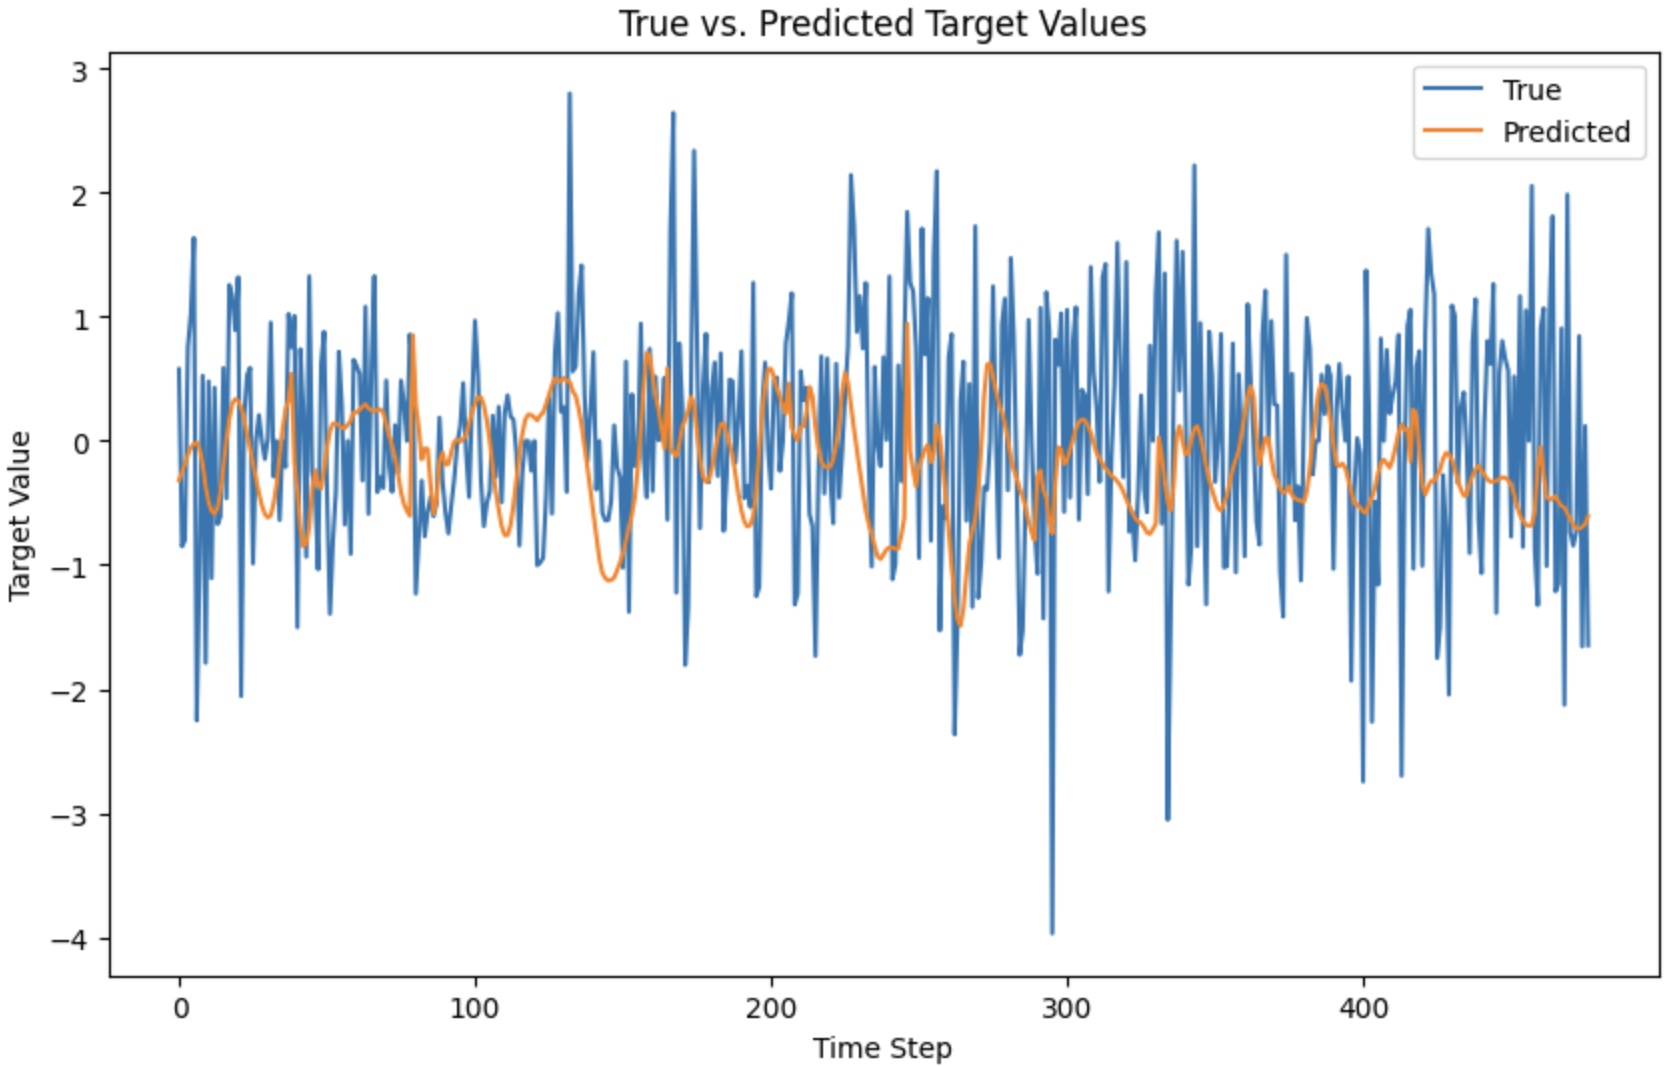 True vs. Predicted Target Values
True
Predicted
3
2
1
0
−1
−2
−3
−4
Target Value
0 100 200 300 400
Time Step